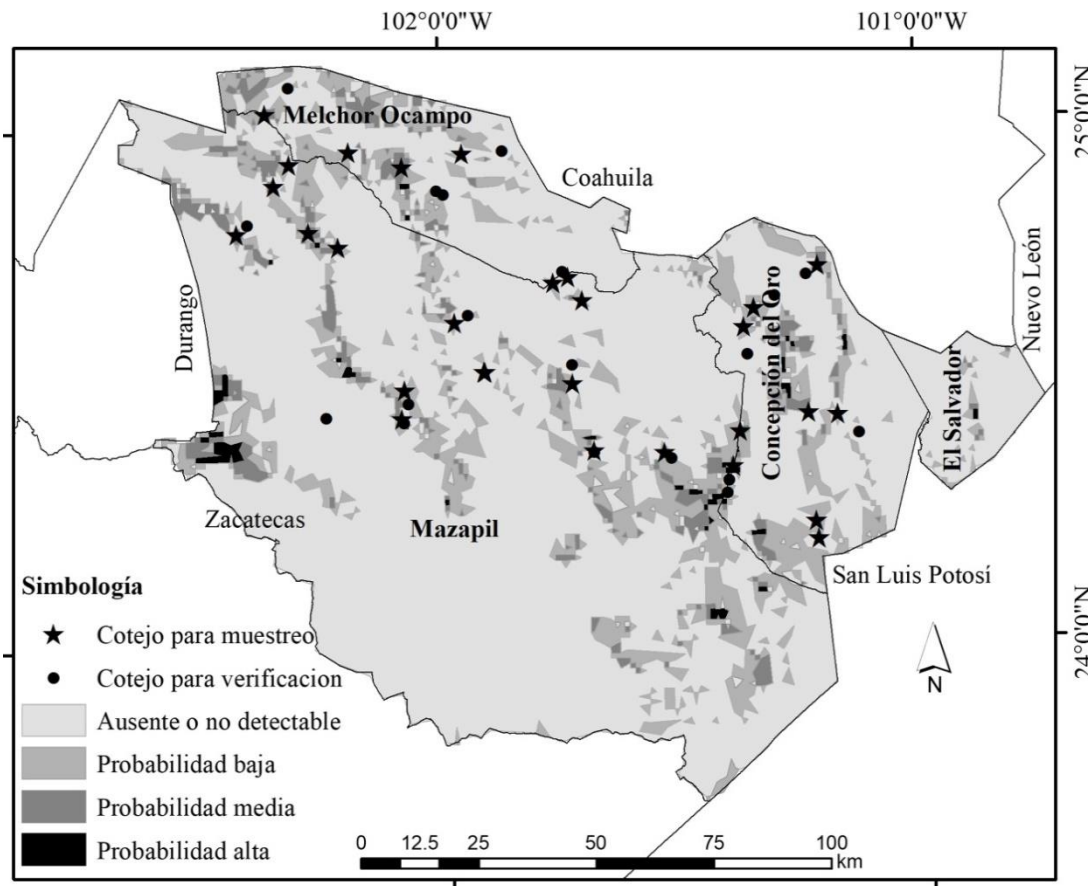 102°0'0"W
101°0'0"W
25°0'0"N
24°0'0"N
Melchor Ocampo
Coahuila
Nuevo León
Durango
Concepción del Oro
El Salvador
Zacatecas
Mazapil
San Luis Potosí
Simbología
Cotejo para muestreo
Cotejo para verificacion
Ausente o no detectable
Probabilidad baja
Probabilidad media
Probabilidad alta
N
0 12.5 25 50 75 100
km